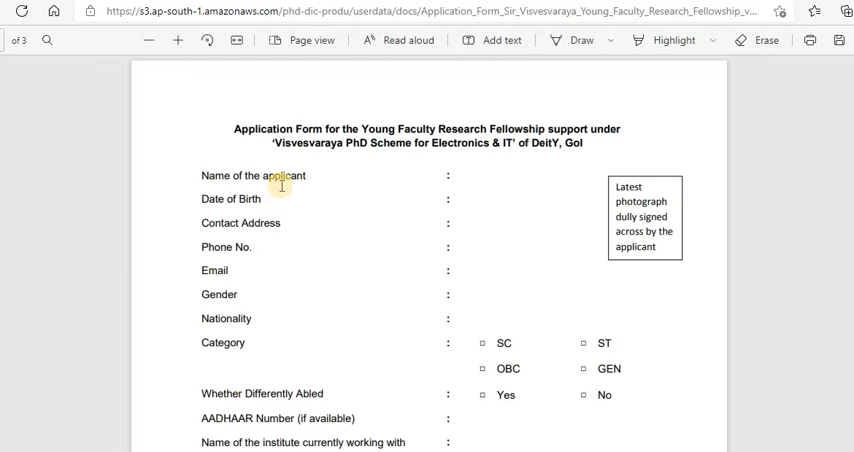 https://s3.ap-south-1.amazonaws.com/phd-dic-produ/userdata/docs/Application_Form_Sir_Visvesvaraya_Young_Faculty_Research_Fellowship_v...
of 3
Page view
Read aloud
Add text
Draw
Highlight
Erase
Application Form for the Young Faculty Research Fellowship support under
'Visvesvaraya PhD Scheme for Electronics & IT' of DeitY, GoI
Name of the applicant :
Latest
photograph
dully signed
across by the
applicant
Date of Birth :
Contact Address :
Phone No. :
Email :
Gender :
Nationality :
Category : □ SC □ ST
□ OBC □ GEN
Whether Differently Abled : □ Yes □ No
AADHAAR Number (if available) :
Name of the institute currently working with :